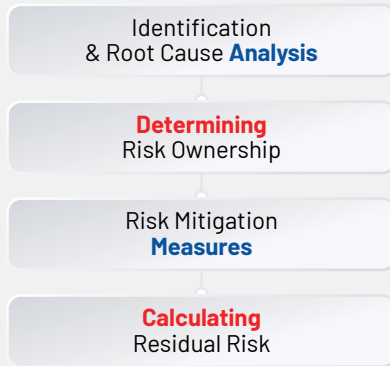 Identification
& Root Cause Analysis
Determining
Risk Ownership
Risk Mitigation
Measures
Calculating
Residual Risk